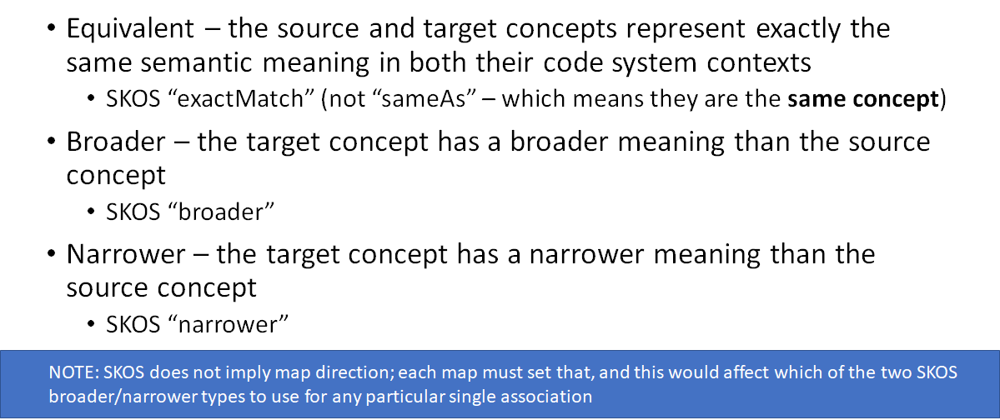 • Equivalent – the source and target concepts represent exactly the
same semantic meaning in both their code system contexts
• SKOS “exactMatch” (not “sameAs” – which means they are the same concept)
• Broader – the target concept has a broader meaning than the source
concept
• SKOS “broader”
• Narrower – the target concept has a narrower meaning than the
source concept
• SKOS “narrower”
NOTE: SKOS does not imply map direction; each map must set that, and this would affect which of the two SKOS
broader/narrower types to use for any particular single association